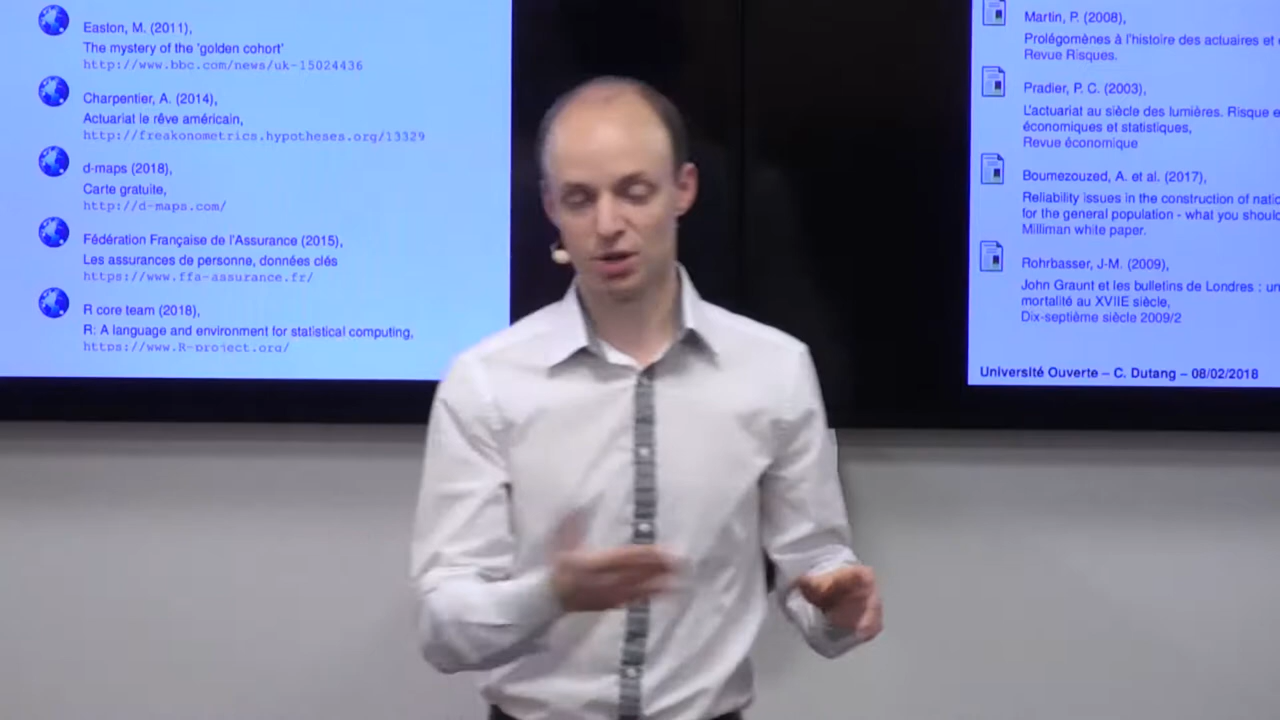 Easton, M. (2011),
The mystery of the 'golden cohort'
http://www.bbc.com/news/uk-15024436
Charpentier, A. (2014),
Actuariat le rêve américain,
http://freakonometrics.hypotheses.org/13329
d-maps (2018),
Carte gratuite,
http://d-maps.com/
Fédération Française de l'Assurance (2015),
Les assurances de personne, données clés
https://www.ffa-assurance.fr/
R core team (2018),
R: A language and environment for statistical computing,
https://www.R-project.org/
Martin, P. (2008),
Prolégomènes à l'histoire des actuaires et
Revue Risques.
Pradier, P. C. (2003),
L'actuariat au siècle des lumières. Risque
économiques et statistiques,
Revue économique
Boumezoued, A. et al. (2017),
Reliability issues in the construction of
for the general population - what you
Milliman white paper.
Rohrbasser, J-M. (2009),
John Graunt et les bulletins de Londres :
mortalité au XVIIE siècle,
Dix-septième siècle 2009/2
Université Ouverte – C. Dutang – 08/02/2018